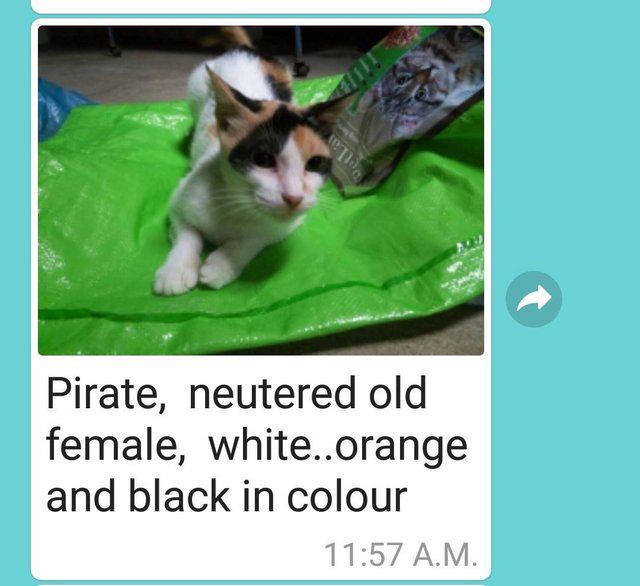 Pirate,  neutered old
female,  white..orange
and black in colour
11:57 A.M.